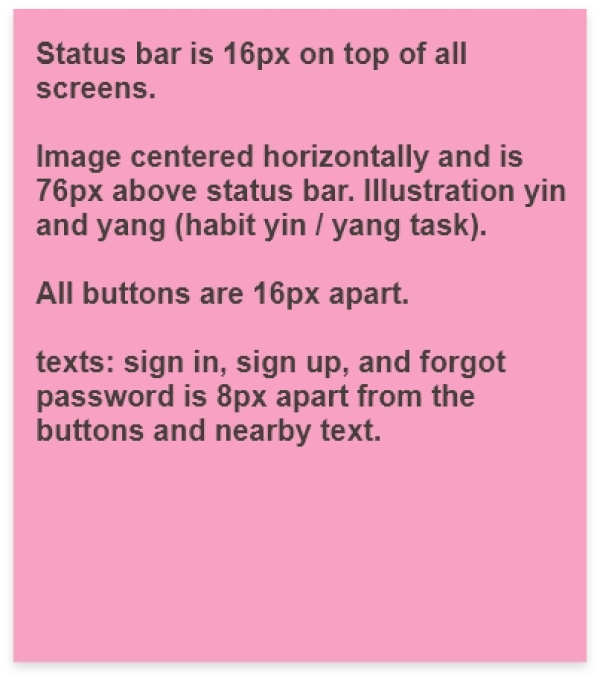 Status bar is 16px on top of all
screens.
Image centered horizontally and is
76px above status bar. Illustration yin
and yang (habit yin / yang task).
All buttons are 16px apart.
texts: sign in, sign up, and forgot
password is 8px apart from the
buttons and nearby text.